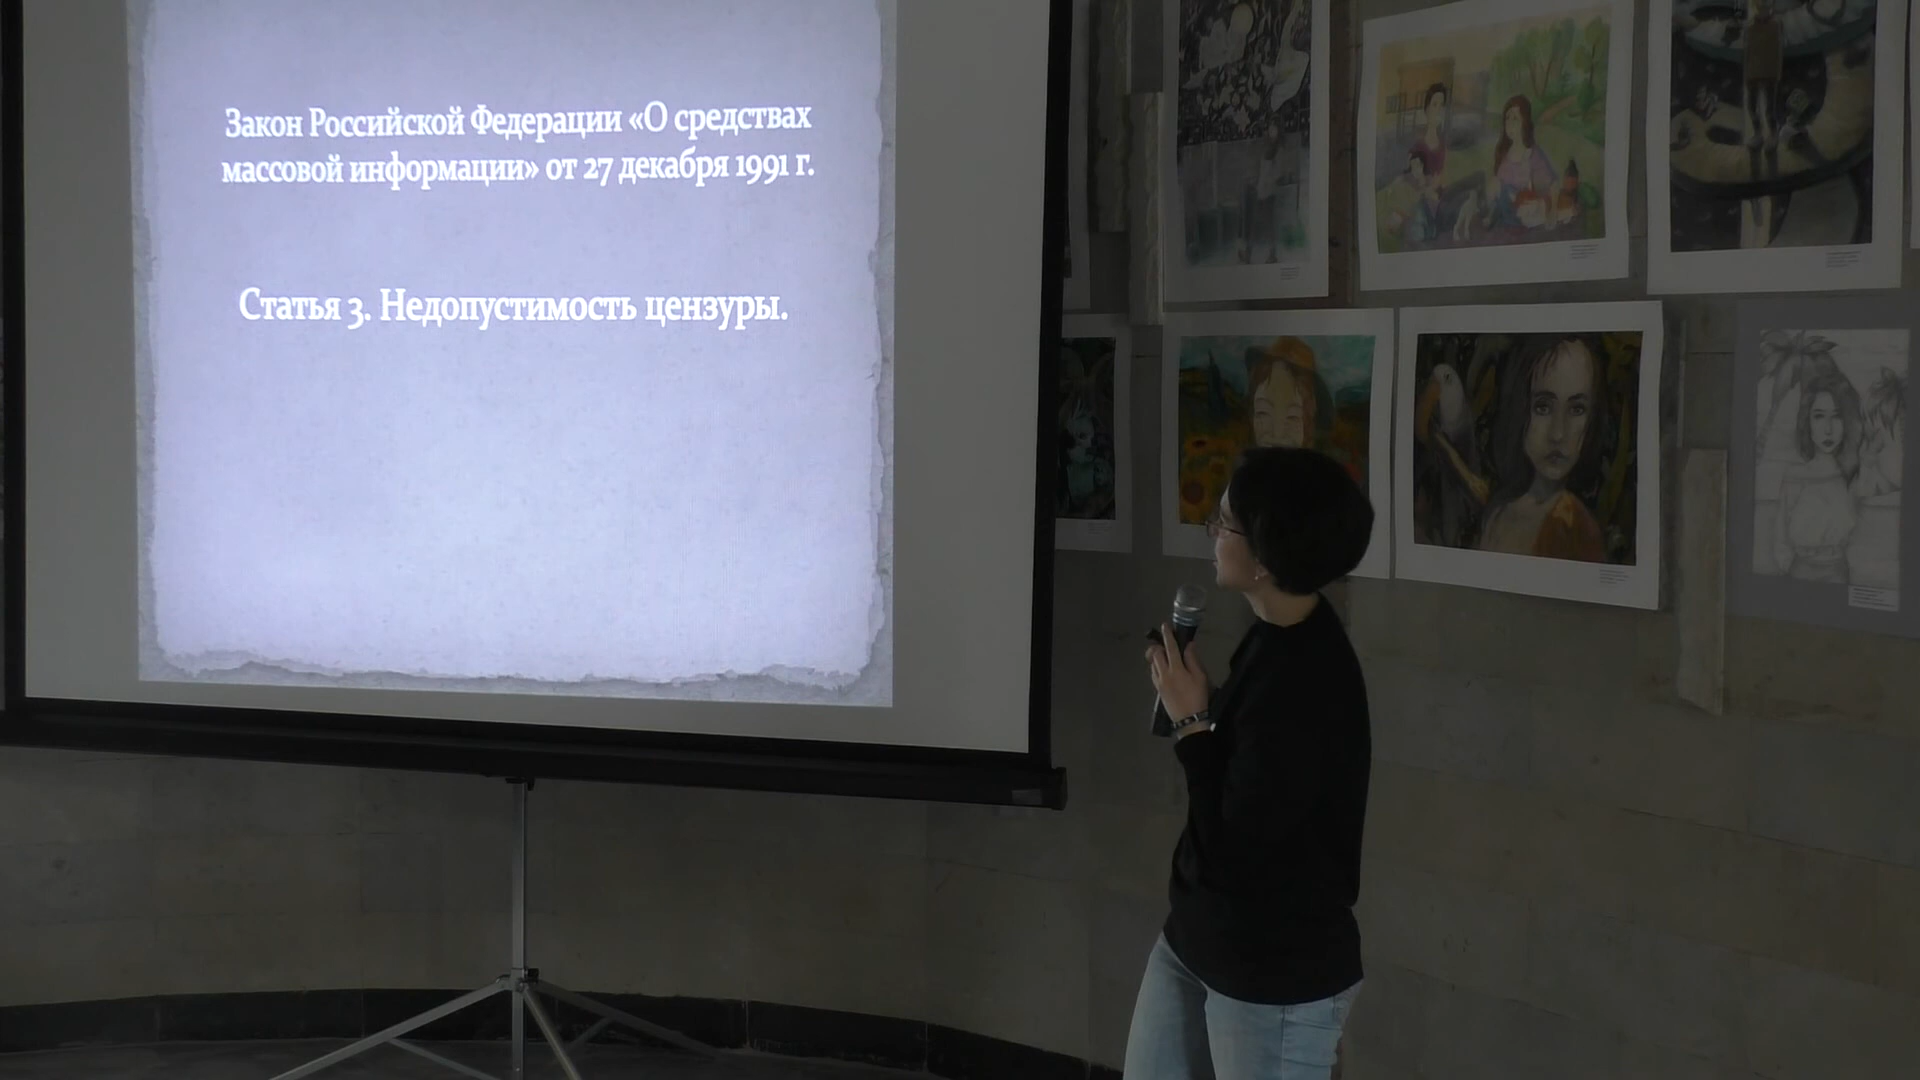 Закон Российской Федерации «О средствах
массовой информации» от 27 декабря 1991 г.
Статья 3. Недопустимость цензуры.